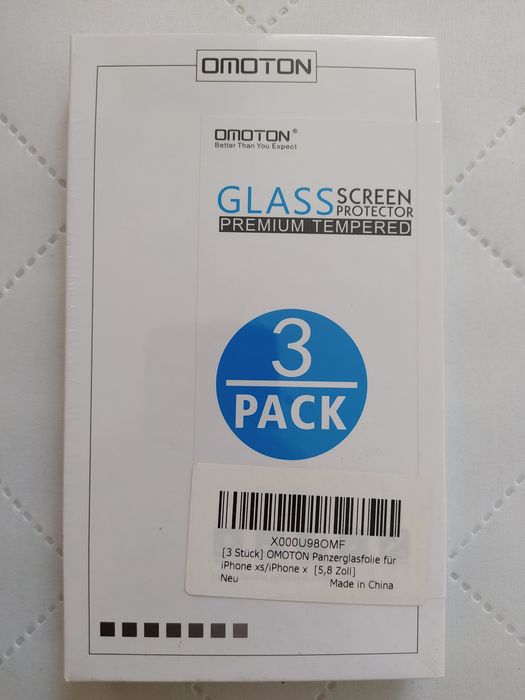 OMOTON
OMOTON®
Better Than You Expect
GLASS SCREEN PROTECTOR
PREMIUM TEMPERED
3
PACK
X000U98OMF
[3 Stück] OMOTON Panzerglasfolie für
iPhone xs/iPhone x [5,8 Zoll]
Neu Made in China